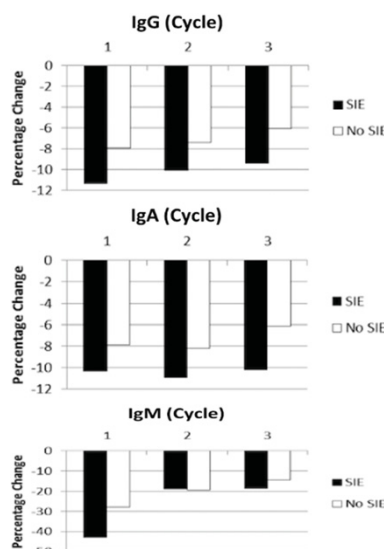 IgG (Cycle)
1 2 3
Percentage Change
0
-2
-4
-6
-8
-10
-12
SIE
No SIE
IgA (Cycle)
1 2 3
Percentage Change
0
-2
-4
-6
-8
-10
-12
SIE
No SIE
IgM (Cycle)
1 2 3
Percentage Change
0
-10
-20
-30
-40
SIE
No SIE